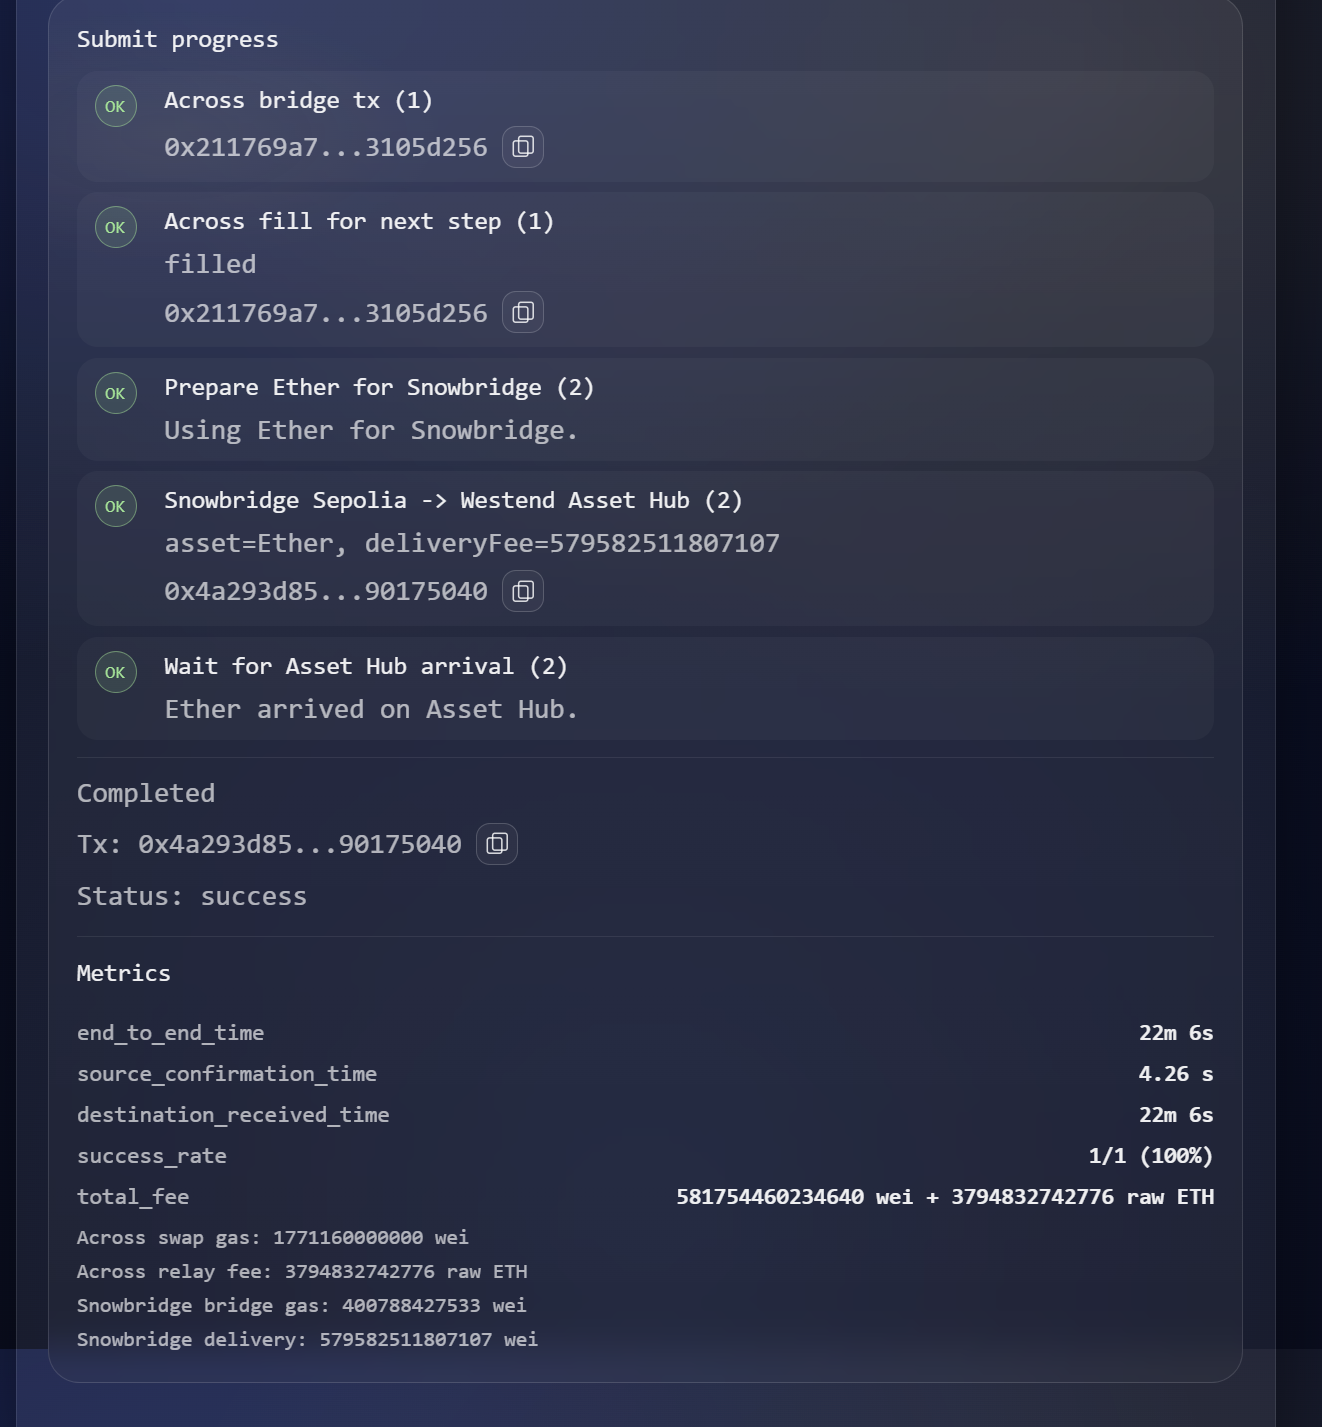 Submit progress
OK
Across bridge tx (1)
0x211769a7...3105d256
OK
Across fill for next step (1)
filled
0x211769a7...3105d256
OK
Prepare Ether for Snowbridge (2)
Using Ether for Snowbridge.
OK
Snowbridge Sepolia -> Westend Asset Hub (2)
asset=Ether, deliveryFee=579582511807107
0x4a293d85...90175040
OK
Wait for Asset Hub arrival (2)
Ether arrived on Asset Hub.
Completed
Tx: 0x4a293d85...90175040
Status: success
Metrics
end_to_end_time 22m 6s
source_confirmation_time 4.26 s
destination_received_time 22m 6s
success_rate 1/1 (100%)
total_fee 581754460234640 wei + 3794832742776 raw ETH
Across swap gas: 1771160000000 wei
Across relay fee: 3794832742776 raw ETH
Snowbridge bridge gas: 400788427533 wei
Snowbridge delivery: 579582511807107 wei